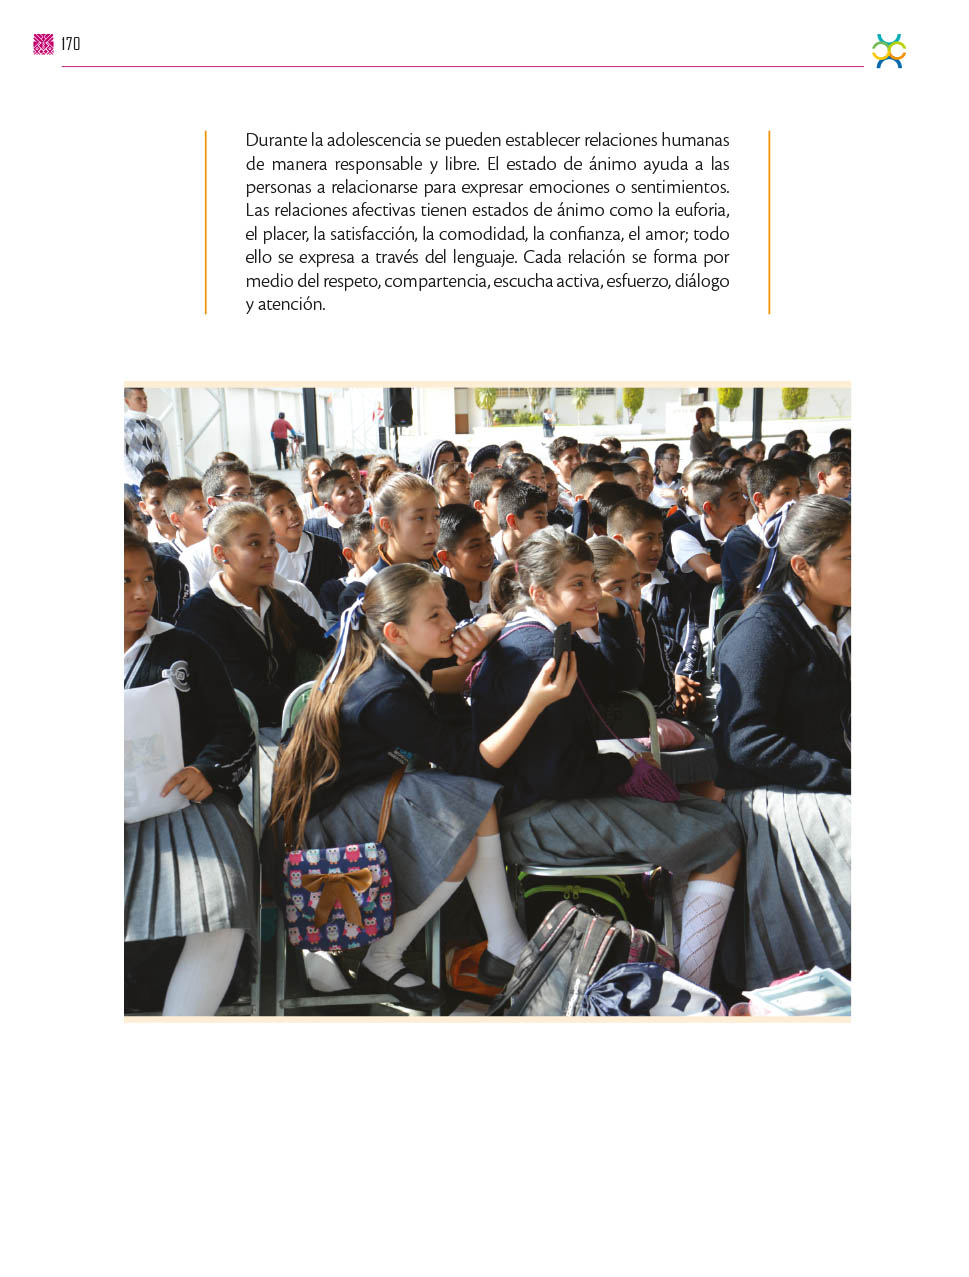 170
Durante la adolescencia se pueden establecer relaciones humanas
de manera responsable y libre. El estado de ánimo ayuda a las
personas a relacionarse para expresar emociones o sentimientos.
Las relaciones afectivas tienen estados de ánimo como la euforia,
el placer, la satisfacción, la comodidad, la confianza, el amor; todo
ello se expresa a través del lenguaje. Cada relación se forma por
medio del respeto, compartencia, escucha activa, esfuerzo, diálogo
y atención.